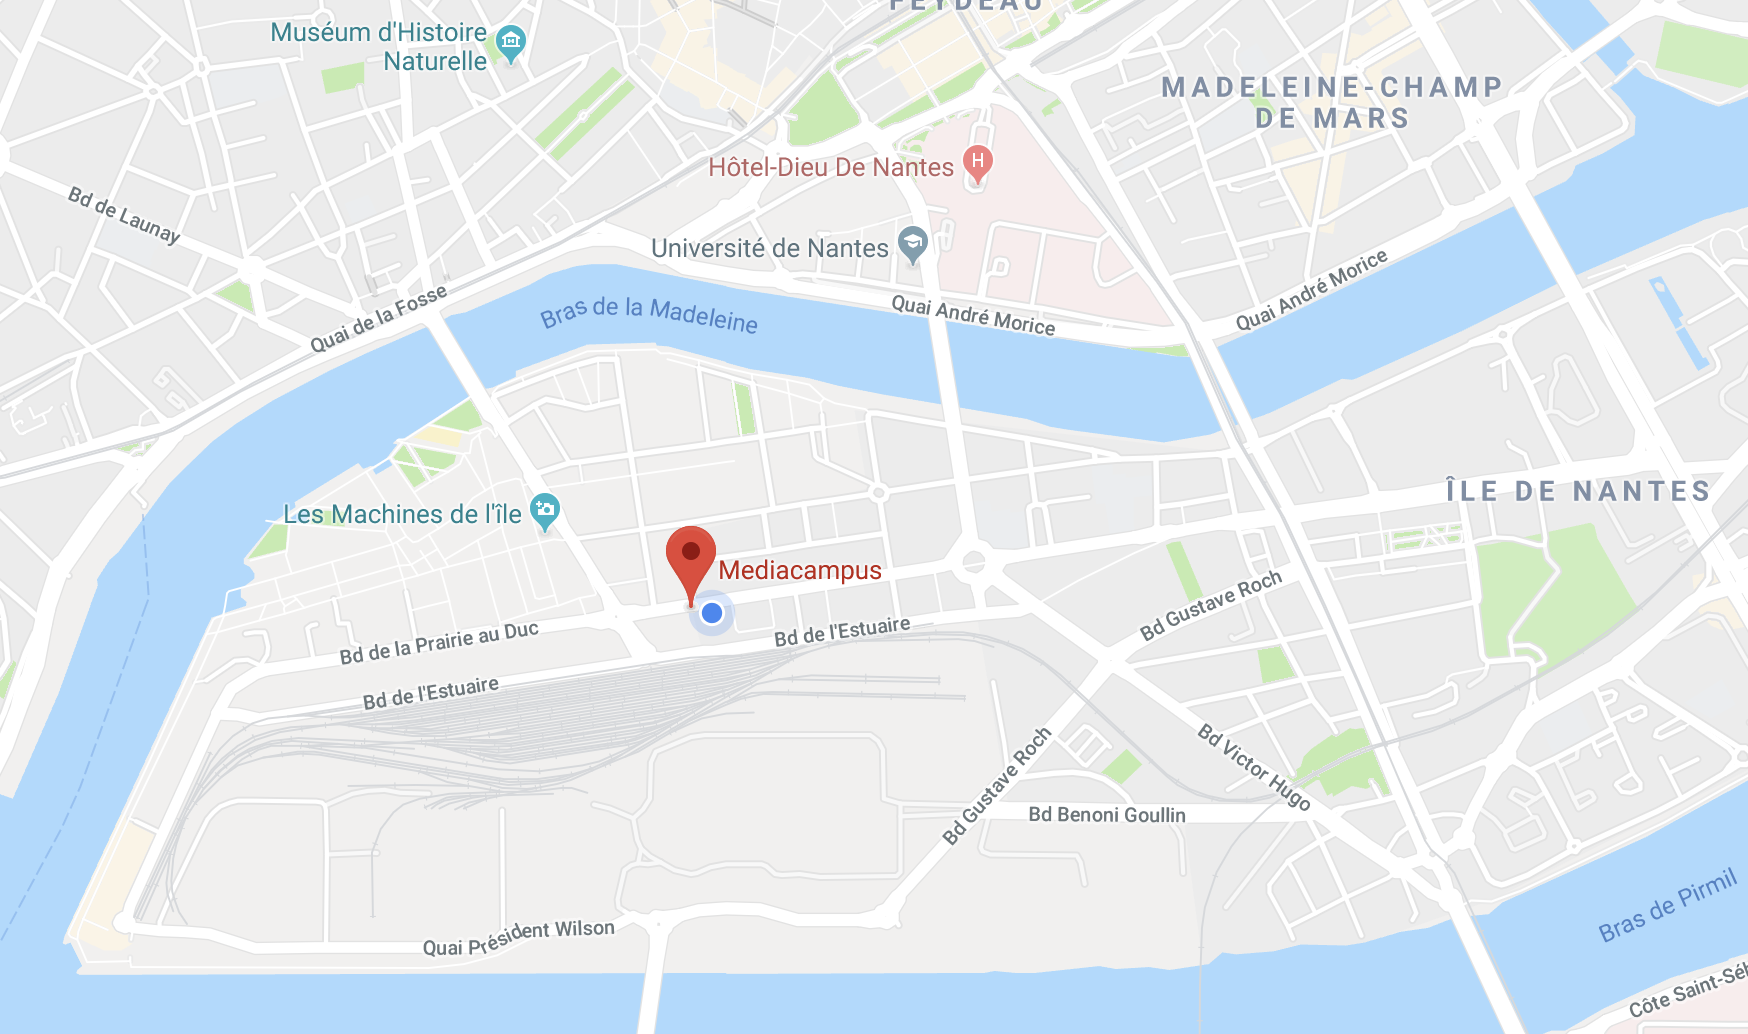 FEYDEAU
Muséum d'Histoire
Naturelle
MADELEINE-CHAMP
DE MARS
Hôtel-Dieu De Nantes
H
Bd de Launay
Université de Nantes
Quai André Morice
Quai de la Fosse
Bras de la Madeleine
Quai André Morice
ÎLE DE NANTES
Les Machines de l'île
Mediacampus
Bd Gustave Roch
Bd de la Prairie au Duc
Bd de l'Estuaire
Bd de l'Estuaire
Bd Gustave Roch
Bd Victor Hugo
Bd Benoni Goullin
Bras de Pirmil
Quai Président Wilson
Côte Saint-Séb